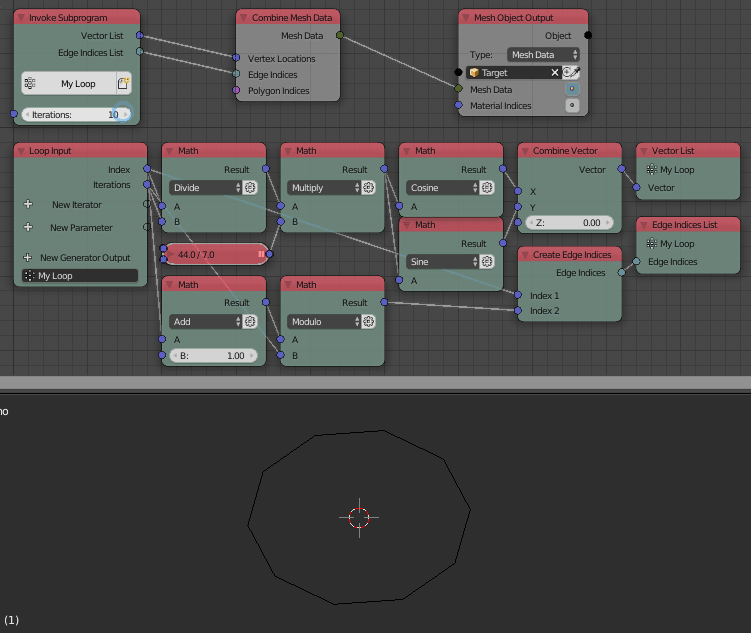 Invoke Subprogram
Vector List
Edge Indices List
My Loop
Iterations: 10
Combine Mesh Data
Mesh Data
Vertex Locations
Edge Indices
Polygon Indices
Mesh Object Output
Object
Type: Mesh Data
Target
Mesh Data
Material Indices
Loop Input
Index
Iterations
New Iterator
New Parameter
New Generator Output
My Loop
Math
Result
Divide
A
B
44.0 / 7.0
Math
Result
Add
A
B: 1.00
Math
Result
Multiply
A
B
Math
Result
Modulo
A
B
Math
Result
Cosine
A
Math
Result
Sine
A
Combine Vector
Vector
X
Y
Z: 0.00
Create Edge Indices
Edge Indices
Index 1
Index 2
Vector List
My Loop
Vector
Edge Indices List
My Loop
Edge Indices
no
(1)